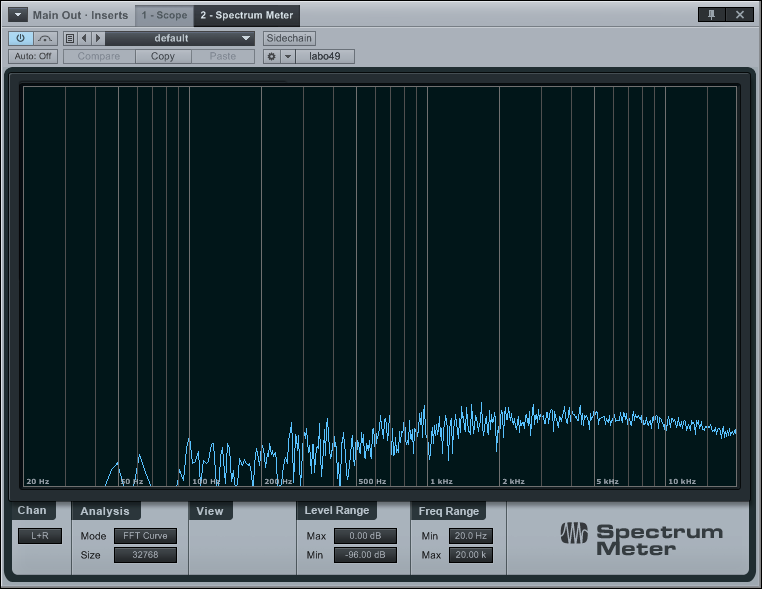 Main Out · Inserts 1 - Scope 2 - Spectrum Meter
default Sidechain
Auto: Off Compare Copy Paste labo49
20 Hz 50 Hz 100 Hz 200 Hz 500 Hz 1 kHz 2 kHz 5 kHz 10 kHz
Chan Analysis View Level Range Freq Range
L+R Mode FFT Curve Max 0.00 dB Min 20.0 Hz
Size 32768 Min -96.00 dB Max 20.00 k
Spectrum
Meter